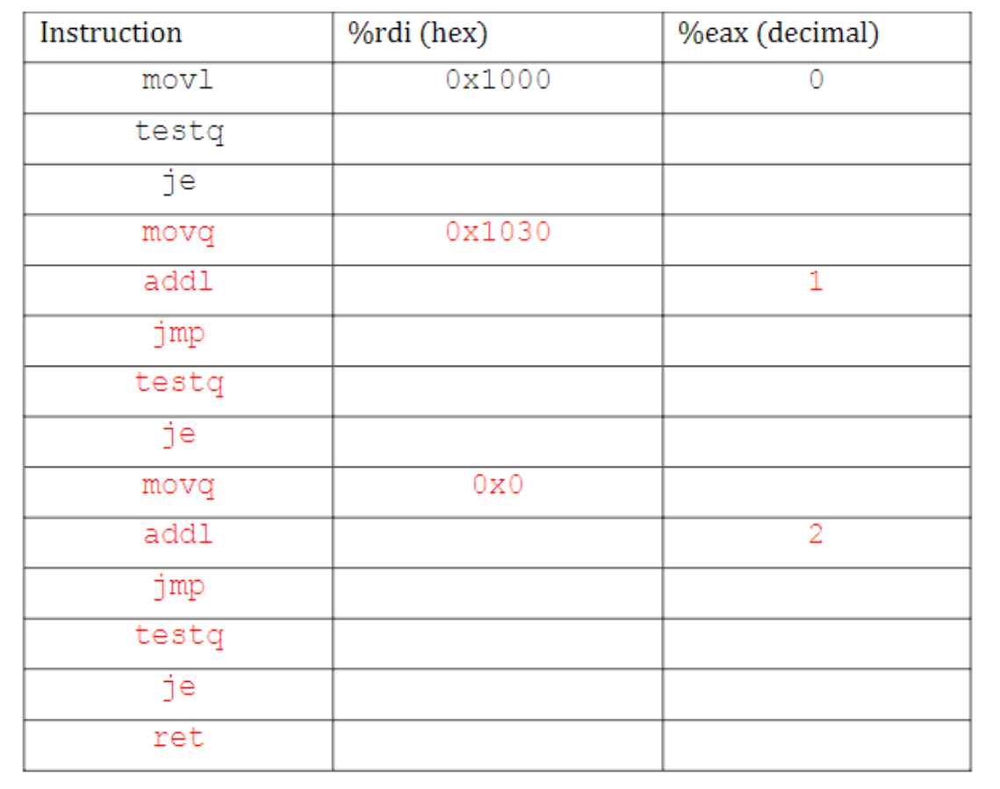 Instruction %rdi (hex) %eax (decimal)
movl 0x1000 0
testq
je
movq 0x1030
addl 1
jmp
testq
je
movq 0x0
addl 2
jmp
testq
je
ret